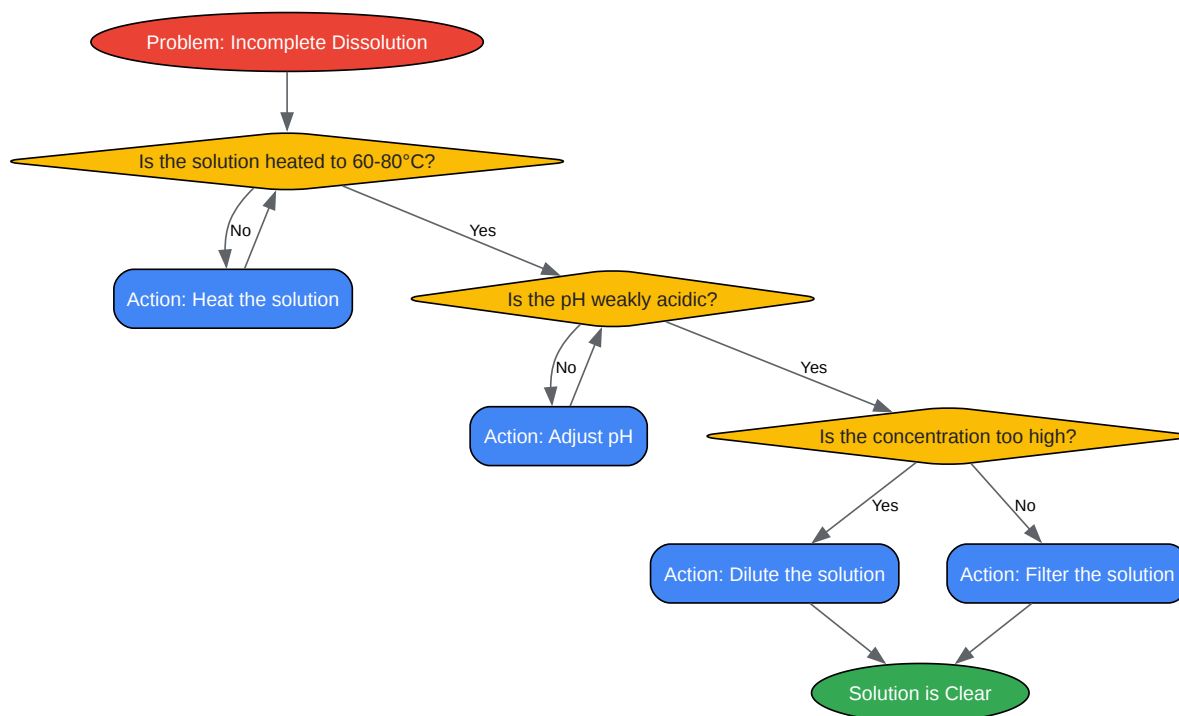 Problem: Incomplete Dissolution
Is the solution heated to 60-80°C?
No
Yes
Action: Heat the solution
Is the pH weakly acidic?
No
Yes
Action: Adjust pH
Is the concentration too high?
Yes
No
Action: Dilute the solution
Action: Filter the solution
Solution is Clear